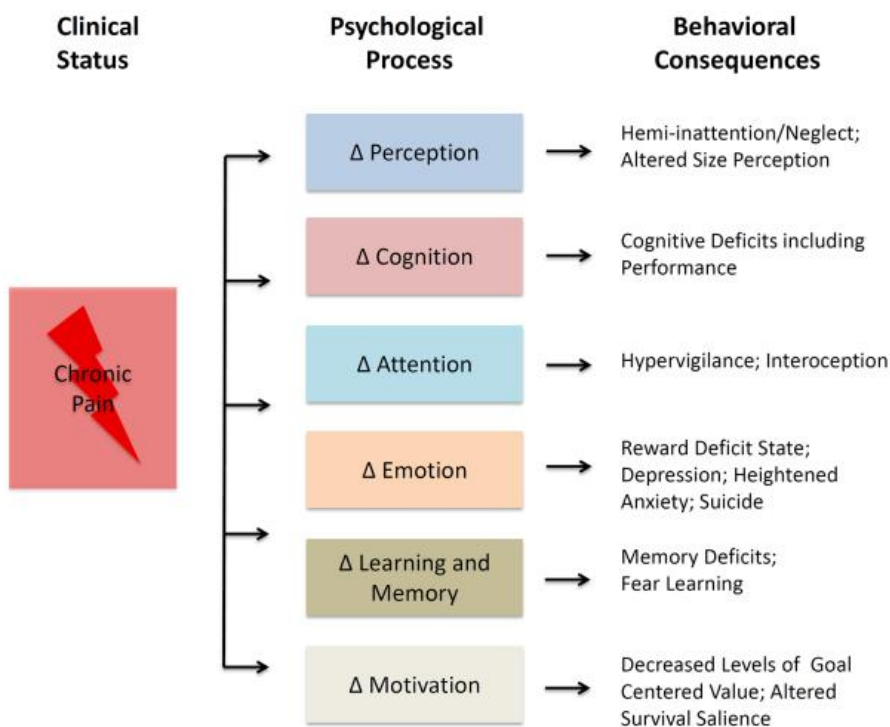 Clinical
Status
Psychological
Process
Behavioral
Consequences
Chronic
Pain
Δ Perception
Hemi-inattention/Neglect;
Altered Size Perception
Δ Cognition
Cognitive Deficits including
Performance
Δ Attention
Hypervigilance; Interoception
Δ Emotion
Reward Deficit State;
Depression; Heightened
Anxiety; Suicide
Δ Learning and
Memory
Memory Deficits;
Fear Learning
Δ Motivation
Decreased Levels of Goal
Centered Value; Altered
Survival Salience